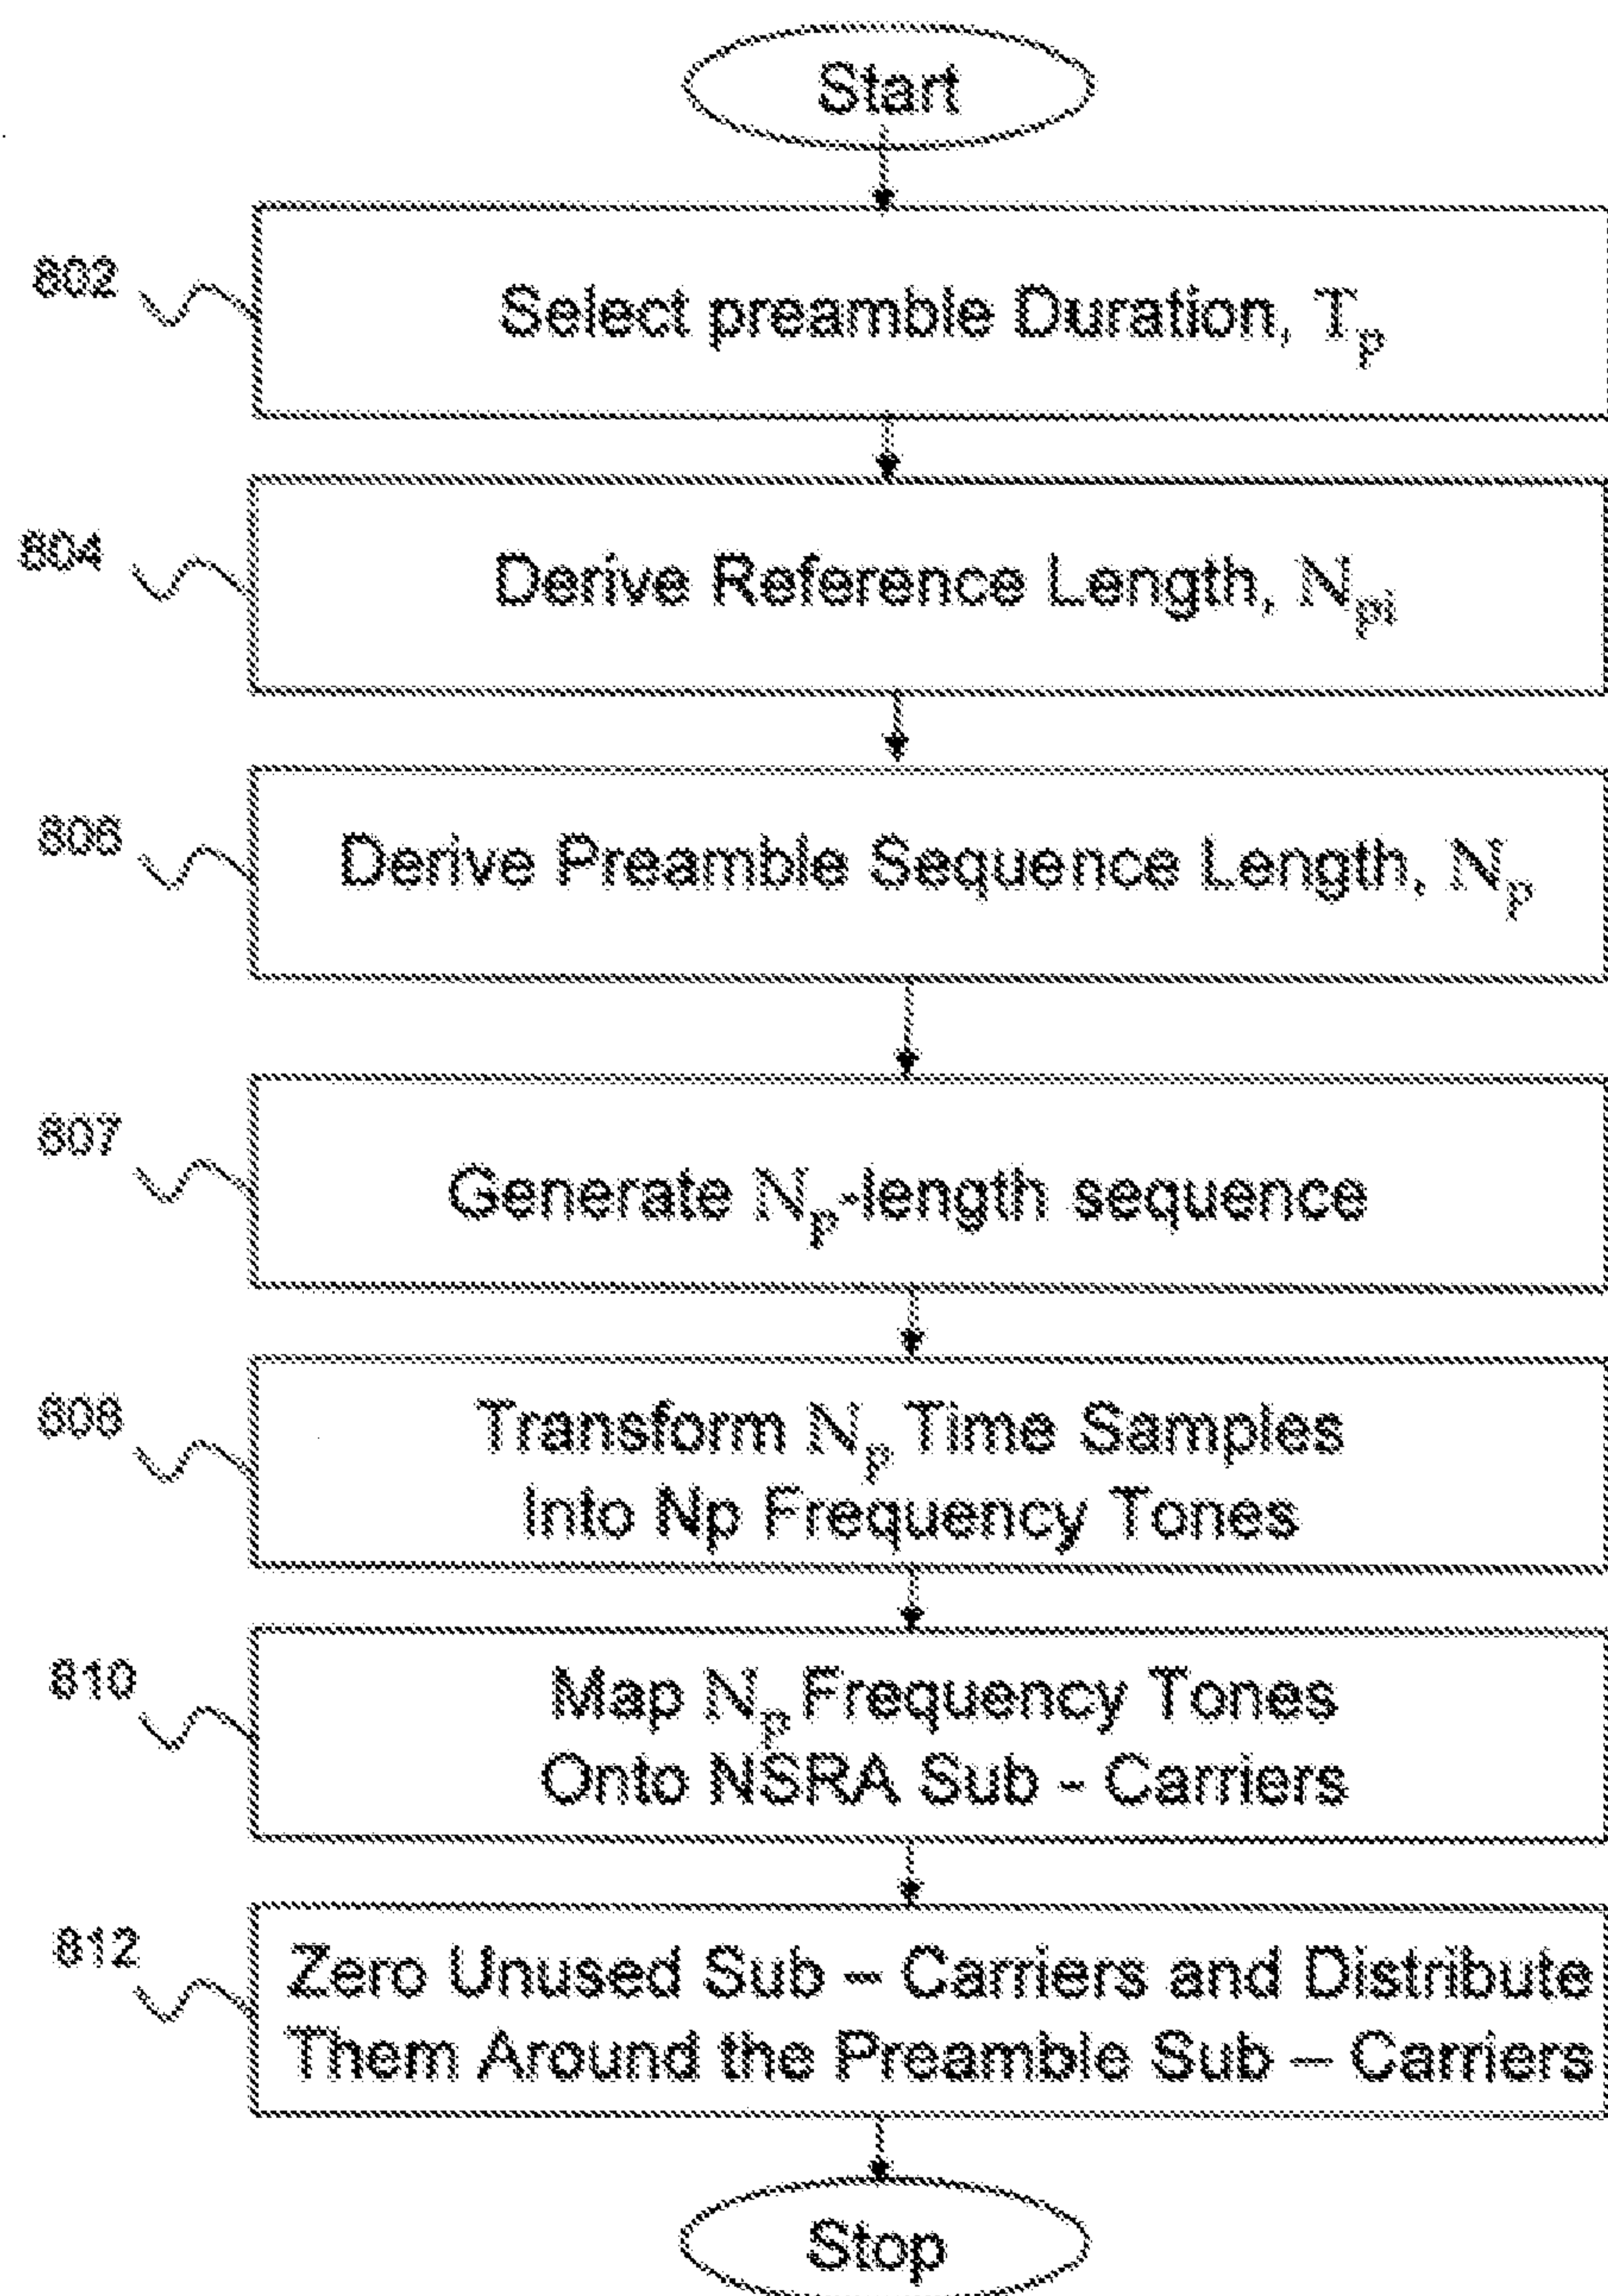 Start
802
Select preamble Duration, Tp
804
Derive Reference Length, Npi
806
Derive Preamble Sequence Length, Np
807
Generate Np-length sequence
808
Transform Np Time Samples
Into Np Frequency Tones
810
Map Np Frequency Tones
Onto NSRA Sub - Carriers
812
Zero Unused Sub – Carriers and Distribute
Them Around the Preamble Sub – Carriers
Stop